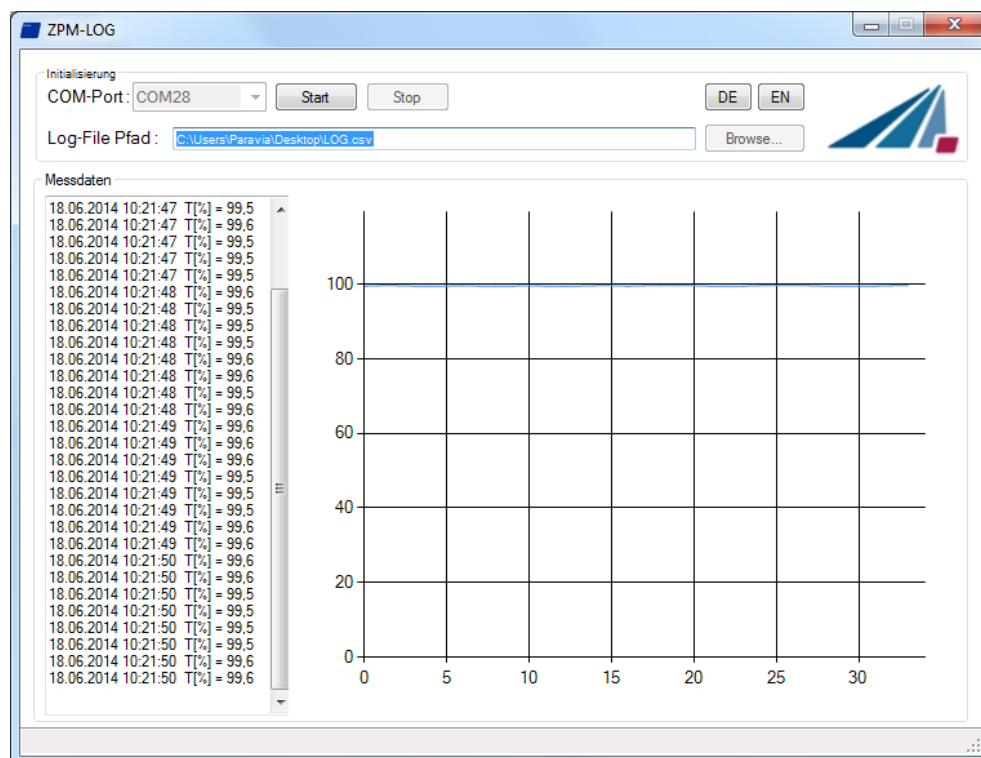 ZPM-LOG
Initialisierung
COM-Port: COM28 Start Stop DE EN
Log-File Pfad : C:\Users\Paravia\Desktop\LOG.csv Browse...
Messdaten
18.06.2014 10:21:47 T[%] = 99,5
18.06.2014 10:21:47 T[%] = 99,6
18.06.2014 10:21:47 T[%] = 99,5
18.06.2014 10:21:47 T[%] = 99,5
18.06.2014 10:21:47 T[%] = 99,5
18.06.2014 10:21:48 T[%] = 99,6
18.06.2014 10:21:48 T[%] = 99,5
18.06.2014 10:21:48 T[%] = 99,5
18.06.2014 10:21:48 T[%] = 99,5
18.06.2014 10:21:48 T[%] = 99,6
18.06.2014 10:21:48 T[%] = 99,6
18.06.2014 10:21:48 T[%] = 99,5
18.06.2014 10:21:48 T[%] = 99,6
18.06.2014 10:21:49 T[%] = 99,6
18.06.2014 10:21:49 T[%] = 99,5
18.06.2014 10:21:49 T[%] = 99,6
18.06.2014 10:21:49 T[%] = 99,5
18.06.2014 10:21:49 T[%] = 99,5
18.06.2014 10:21:49 T[%] = 99,5
18.06.2014 10:21:49 T[%] = 99,6
18.06.2014 10:21:49 T[%] = 99,6
18.06.2014 10:21:50 T[%] = 99,6
18.06.2014 10:21:50 T[%] = 99,6
18.06.2014 10:21:50 T[%] = 99,5
18.06.2014 10:21:50 T[%] = 99,5
18.06.2014 10:21:50 T[%] = 99,5
18.06.2014 10:21:50 T[%] = 99,5
18.06.2014 10:21:50 T[%] = 99,6
18.06.2014 10:21:50 T[%] = 99,6
100
80
60
40
20
0
0 5 10 15 20 25 30